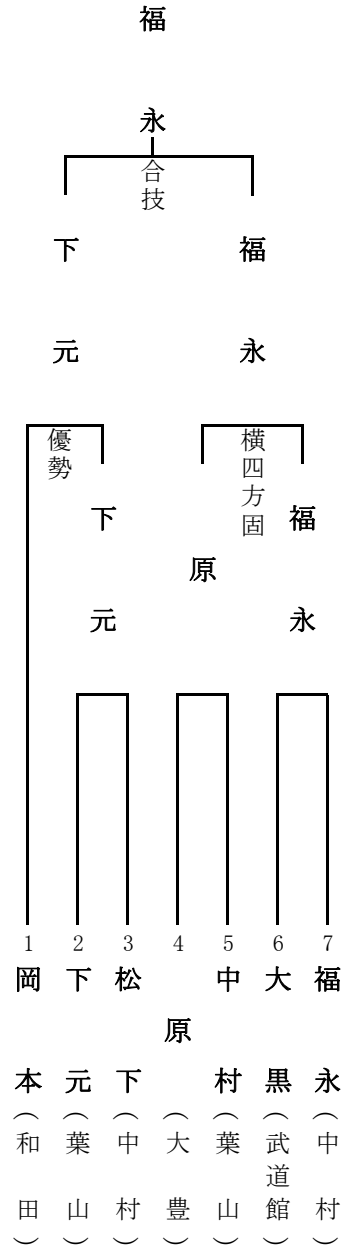 福永
合技
下元
福永
優勢
横四方固
下元
原
福永
1 岡本(和田)
2 下元(葉山)
3 松下(中村)
4 原(大豊)
5 中村(葉山)
6 大黒(武道館)
7 福永(中村)